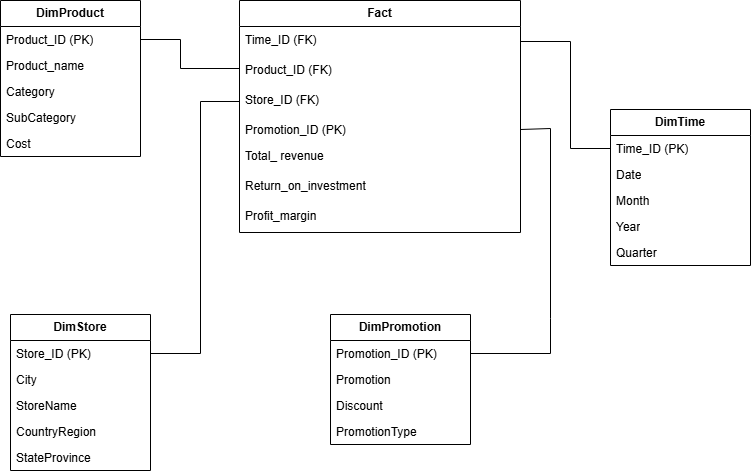 DimProduct
Product_ID (PK)
Product_name
Category
SubCategory
Cost
Fact
Time_ID (FK)
Product_ID (FK)
Store_ID (FK)
Promotion_ID (PK)
Total_ revenue
Return_on_investment
Profit_margin
DimTime
Time_ID (PK)
Date
Month
Year
Quarter
DimStore
Store_ID (PK)
City
StoreName
CountryRegion
StateProvince
DimPromotion
Promotion_ID (PK)
Promotion
Discount
PromotionType